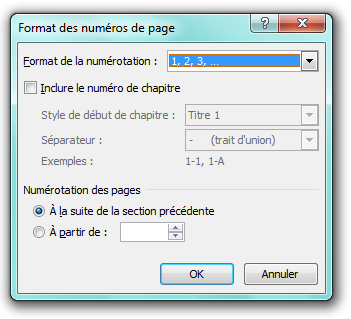 Format des numéros de page
Format de la numérotation : 1, 2, 3, ...
Inclure le numéro de chapitre
Style de début de chapitre : Titre 1
Séparateur : - (trait d'union)
Exemples : 1-1, 1-A
Numérotation des pages
À la suite de la section précédente
À partir de :
OK Annuler